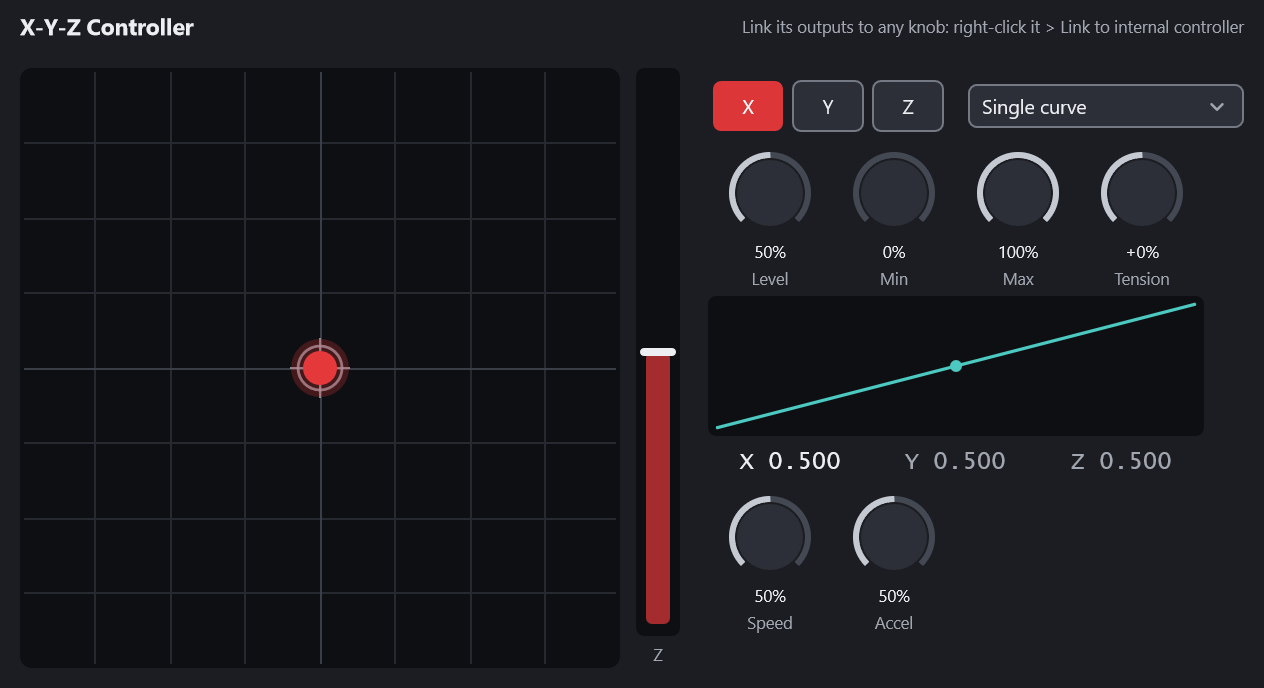 X-Y-Z Controller
Link its outputs to any knob: right-click it > Link to internal controller
X Y Z Single curve
50% 0% 100% +0%
Level Min Max Tension
X 0.500 Y 0.500 Z 0.500
50% 50%
Speed Accel
Z